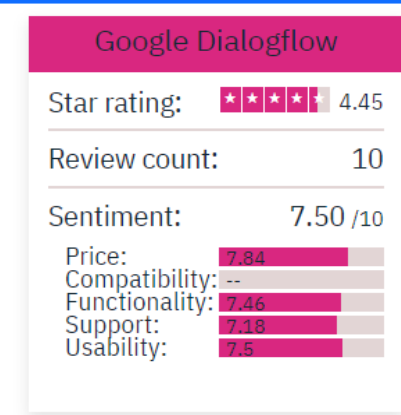 Google Dialogflow
Star rating: 4.45
Review count: 10
Sentiment: 7.50 /10
Price: 7.84
Compatibility: --
Functionality: 7.46
Support: 7.18
Usability: 7.5